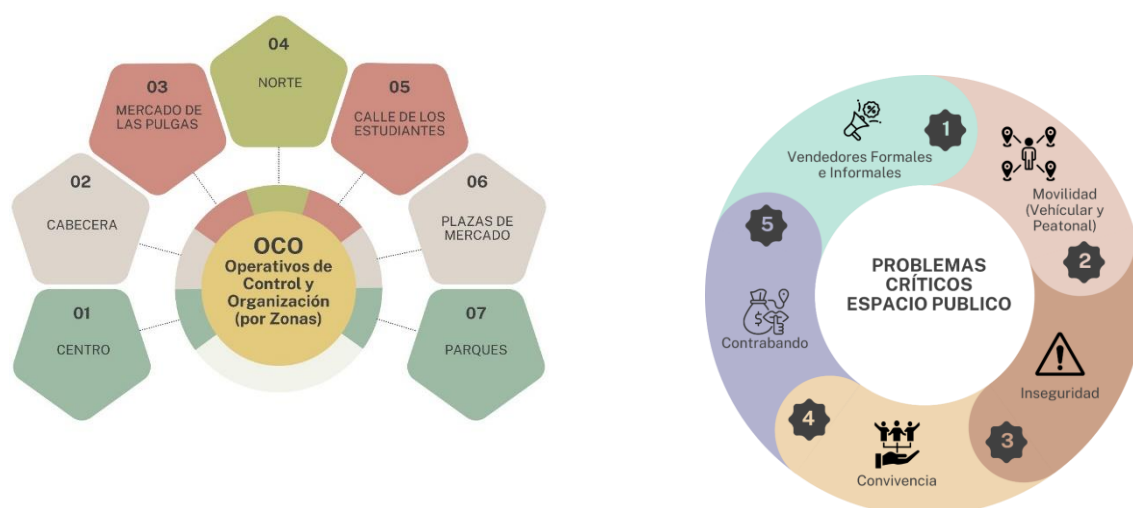 01
CENTRO
02
CABECERA
03
MERCADO DE
LAS PULGAS
04
NORTE
05
CALLE DE LOS
ESTUDIANTES
06
PLAZAS DE
MERCADO
07
PARQUES
OCO
Operativos de
Control y
Organización
(por Zonas)
PROBLEMAS
CRÍTICOS
ESPACIO PUBLICO
1
Vendedores Formales
e Informales
%
Movilidad
(Vehícular y
Peatonal)
2
Inseguridad
3
Convivencia
4
$
Contrabando
5